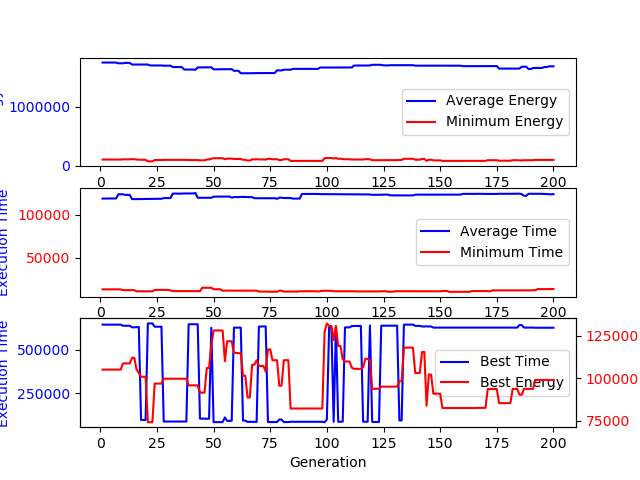 1000000
0
Average Energy
Minimum Energy
0 25 50 75 100 125 150 175 200
Execution Time
100000
50000
Average Time
Minimum Time
0 25 50 75 100 125 150 175 200
Execution Time
500000
250000
Best Time
Best Energy
125000
100000
75000
0 25 50 75 100 125 150 175 200
Generation